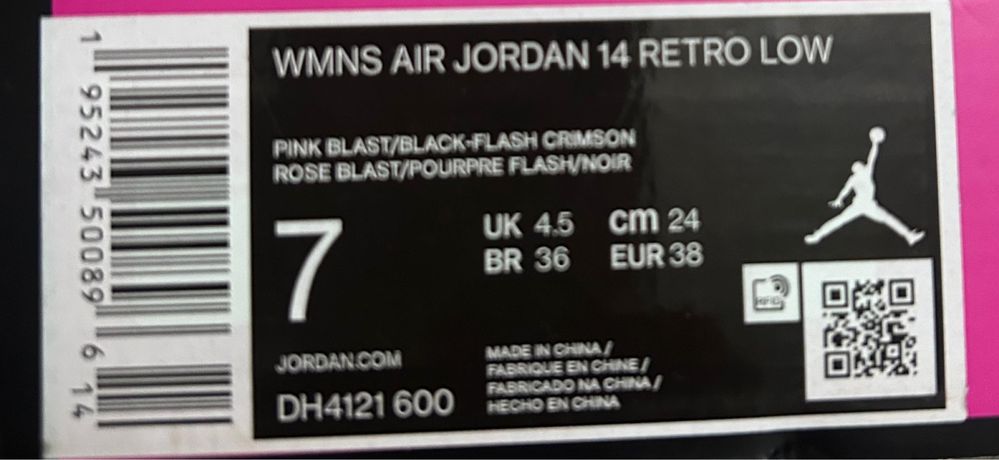 WMNS AIR JORDAN 14 RETRO LOW
PINK BLAST/BLACK-FLASH CRIMSON
ROSE BLAST/POURPRE FLASH/NOIR
7
UK 4.5 cm 24
BR 36 EUR 38
RFID
JORDAN.COM
DH4121 600
MADE IN CHINA /
FABRIQUE EN CHINE /
FABRICADO NA CHINA /
HECHO EN CHINA
1 95243 50089 6 14